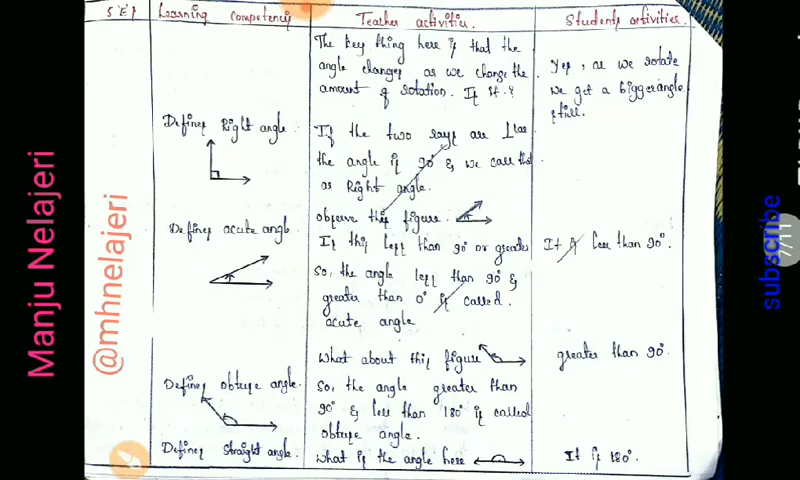 5 E's Learning competency Teacher activities. Students activities.
The key thing here is that the
angle changes as we change the
amount of rotation. Is it?
Yes, as we rotate
we get a bigger angle
still.
Defines Right angle
If the two rays are ⊥lar
the angle is 90° & we call this
as Right angle.
observe this figure.
Defines acute angle
Is this less than 90° or greater
It is less than 90°.
So, the angle less than 90° &
greater than 0° is called.
acute angle
What about this figure
greater than 90°.
Defines obtuse angle.
So, the angle greater than
90° & less than 180° is called
obtuse angle.
Defines straight angle.
What is the angle here
It is 180°.
Manju Nelajeri
@mhnelajeri
subscribe
7/11